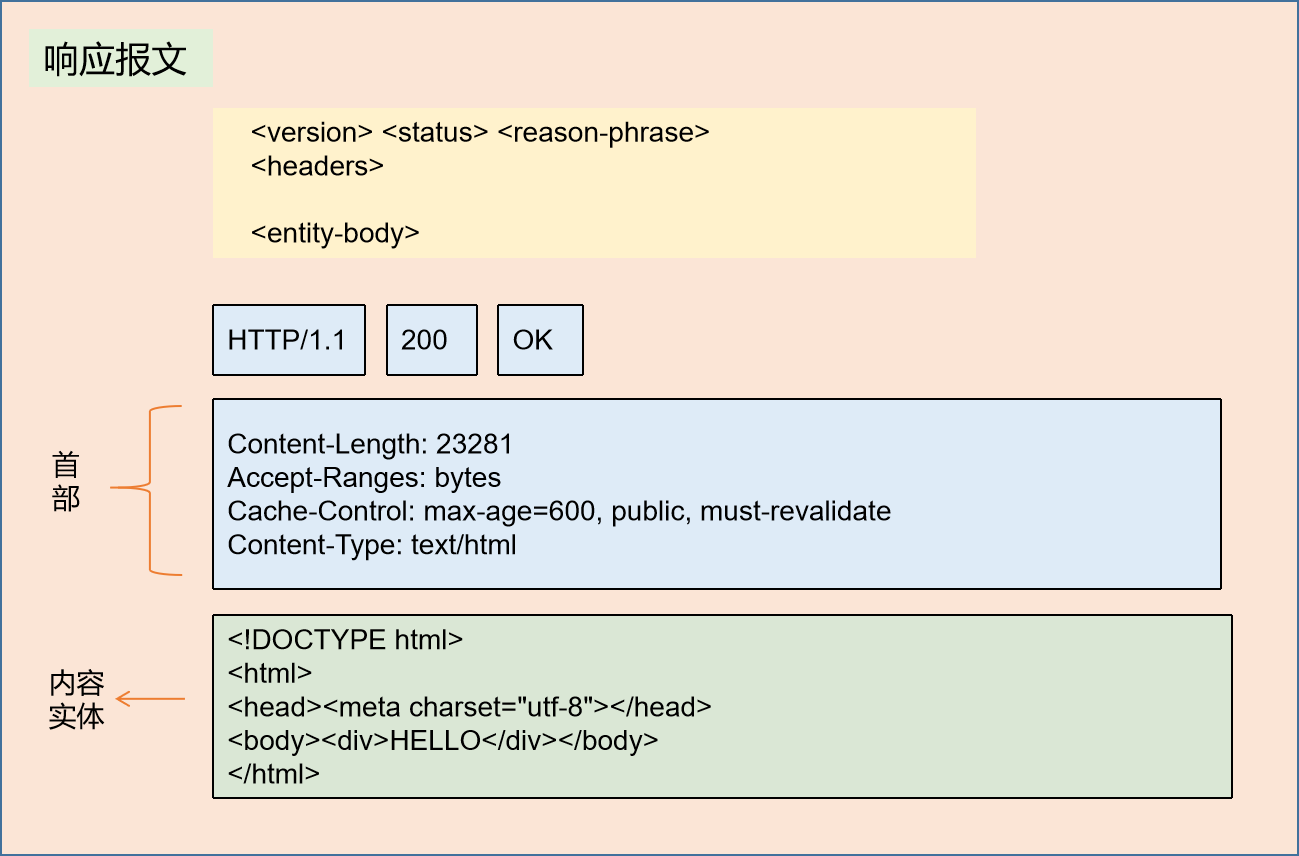 响应报文
<version> <status> <reason-phrase>
<headers>
<entity-body>
HTTP/1.1 200 OK
首部
Content-Length: 23281
Accept-Ranges: bytes
Cache-Control: max-age=600, public, must-revalidate
Content-Type: text/html
内容
实体
<!DOCTYPE html>
<html>
<head><meta charset="utf-8"></head>
<body><div>HELLO</div></body>
</html>